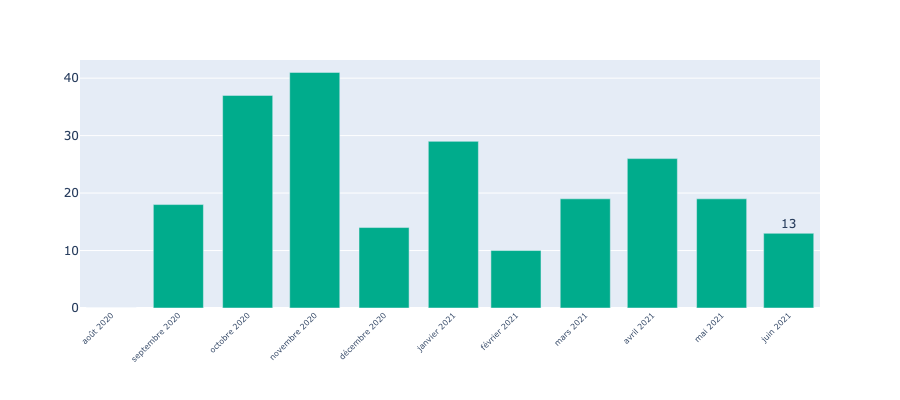 40
30
20
10
0
13
août 2020
septembre 2020
octobre 2020
novembre 2020
décembre 2020
janvier 2021
février 2021
mars 2021
avril 2021
mai 2021
juin 2021